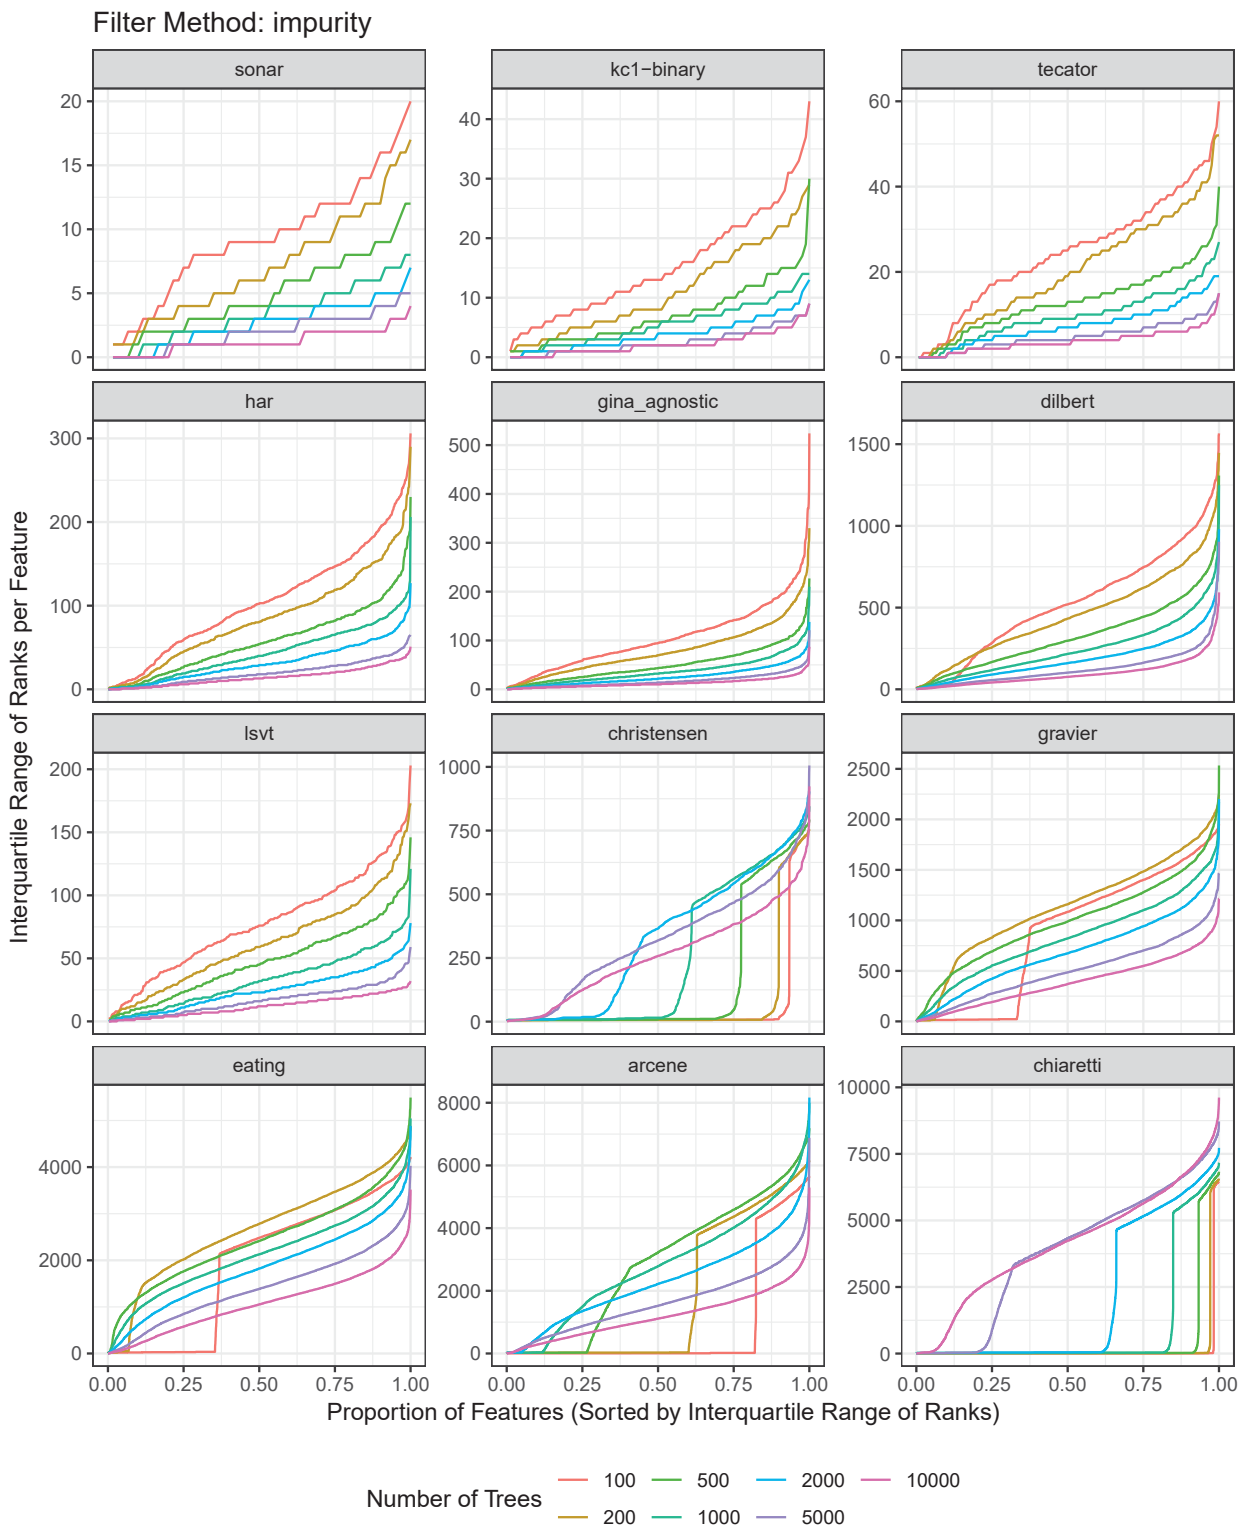 Filter Method: impurity
sonar
kc1−binary
tecator
20
15
10
5
0
40
30
20
10
0
60
40
20
0
har
gina_agnostic
dilbert
300
200
100
0
500
400
300
200
100
0
1500
1000
500
0
lsvt
christensen
gravier
200
150
100
50
0
1000
750
500
250
0
2500
2000
1500
1000
500
0
eating
arcene
chiaretti
4000
2000
0
8000
6000
4000
2000
0
10000
7500
5000
2500
0
0.00 0.25 0.50 0.75 1.00
0.00 0.25 0.50 0.75 1.00
0.00 0.25 0.50 0.75 1.00
Interquartile Range of Ranks per Feature
Proportion of Features (Sorted by Interquartile Range of Ranks)
Number of Trees
100 500 2000 10000
200 1000 5000